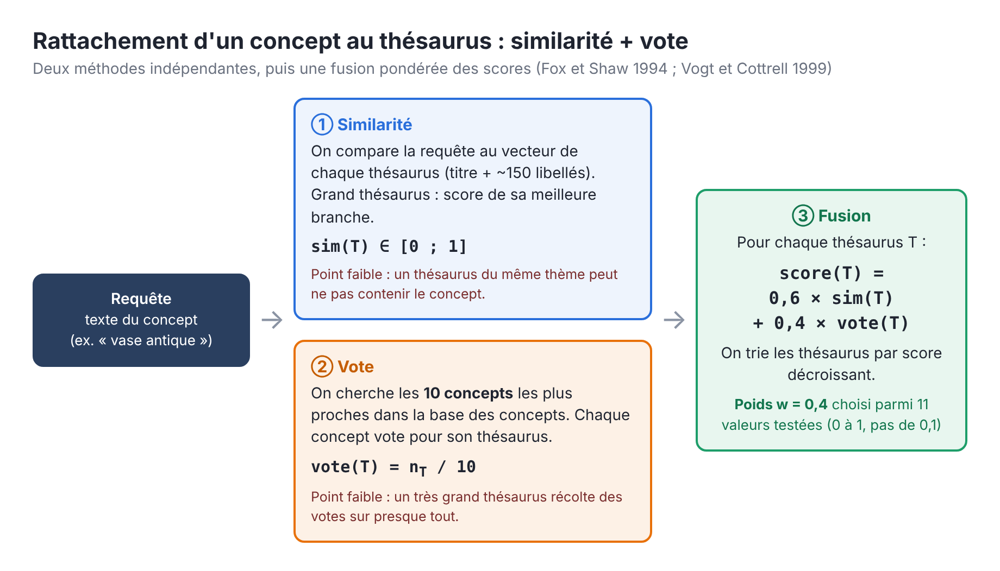 Rattachement d'un concept au thésaurus : similarité + vote
Deux méthodes indépendantes, puis une fusion pondérée des scores (Fox et Shaw 1994 ; Vogt et Cottrell 1999)
Requête
texte du concept
(ex. « vase antique »)
→
① Similarité
On compare la requête au vecteur de
chaque thésaurus (titre + ~150 libellés).
Grand thésaurus : score de sa meilleure
branche.
sim(T) ∈ [0 ; 1]
Point faible : un thésaurus du même thème peut
ne pas contenir le concept.
② Vote
On cherche les 10 concepts les plus
proches dans la base des concepts. Chaque
concept vote pour son thésaurus.
vote(T) = n_T / 10
Point faible : un très grand thésaurus récolte des
votes sur presque tout.
→
③ Fusion
Pour chaque thésaurus T :
score(T) =
0,6 × sim(T)
+ 0,4 × vote(T)
On trie les thésaurus par score
décroissant.
Poids w = 0,4 choisi parmi 11
valeurs testées (0 à 1, pas de 0,1)